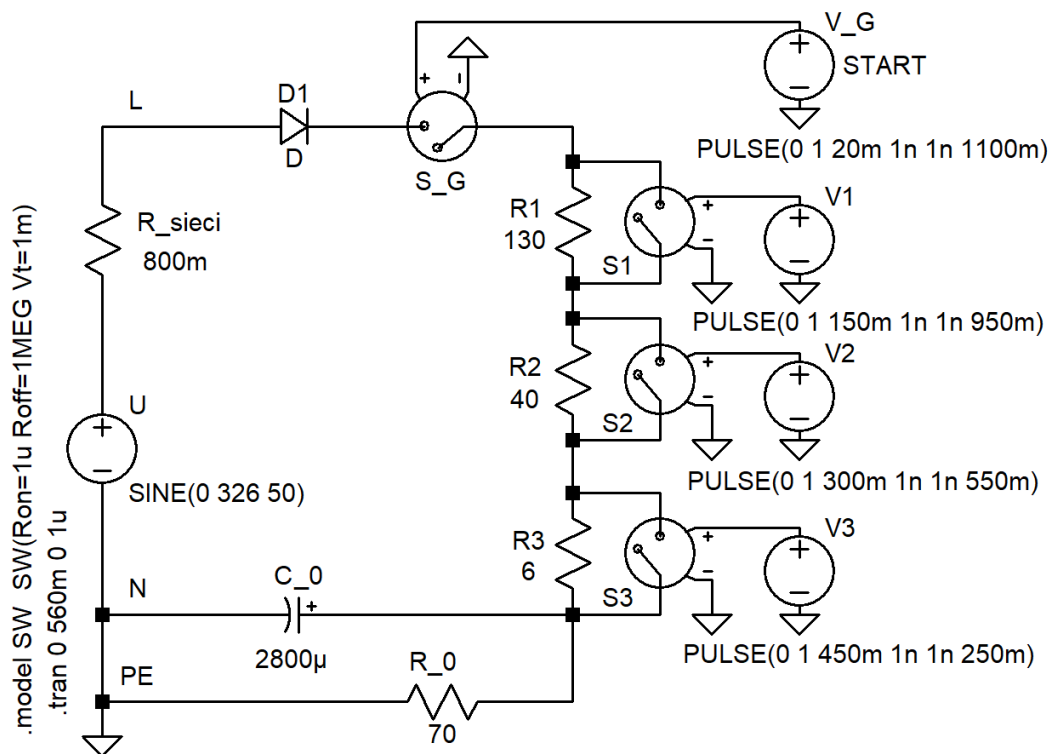 V_G
START
PULSE(0 1 20m 1n 1n 1100m)
+
−
+
−
L
D1
D
S_G
R_sieci
800m
R1
130
S1
+
−
V1
+
−
PULSE(0 1 150m 1n 1n 950m)
R2
40
S2
+
−
V2
+
−
PULSE(0 1 300m 1n 1n 550m)
U
+
−
SINE(0 326 50)
R3
6
S3
+
−
V3
+
−
PULSE(0 1 450m 1n 1n 250m)
N
C_0
+
2800µ
PE
R_0
70
.model SW SW(Ron=1u Roff=1MEG Vt=1m)
.tran 0 560m 0 1u